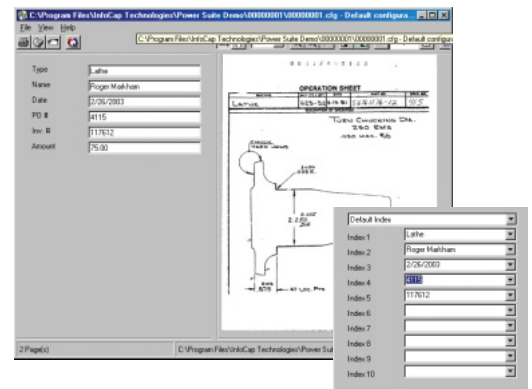 C:\Program Files\InfoCap Technologies\Power Suite Demo\00000001\00000001.cfg - Default configura...
File View Help
C:\Program Files\InfoCap Technologies\Power Suite Demo\00000001\00000001.cfg - Default configura
Type Lathe
Name Roger Markham
Date 2/26/2003
PO # 4115
Inv. # 117612
Amount 75.00
OPERATION SHEET
LATHE
TURN CHUCKING DIA.
250 RMS
Default Index
Index 1 Lathe
Index 2 Roger Markham
Index 3 2/26/2003
Index 4 4115
Index 5 117612
Index 6
Index 7
Index 8
Index 9
Index 10
2 Page(s) C:\Program Files\InfoCap Technologies\Power Sui